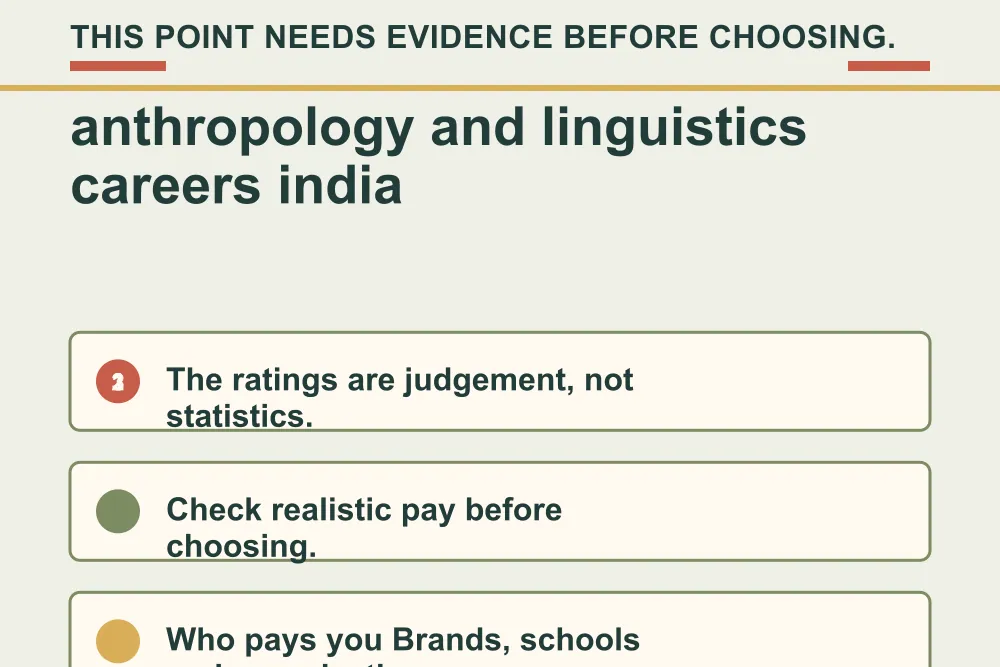 THIS POINT NEEDS EVIDENCE BEFORE CHOOSING.
anthropology and linguistics
careers india
The ratings are judgement, not
statistics.
Check realistic pay before
choosing.
Who pays you Brands, schools